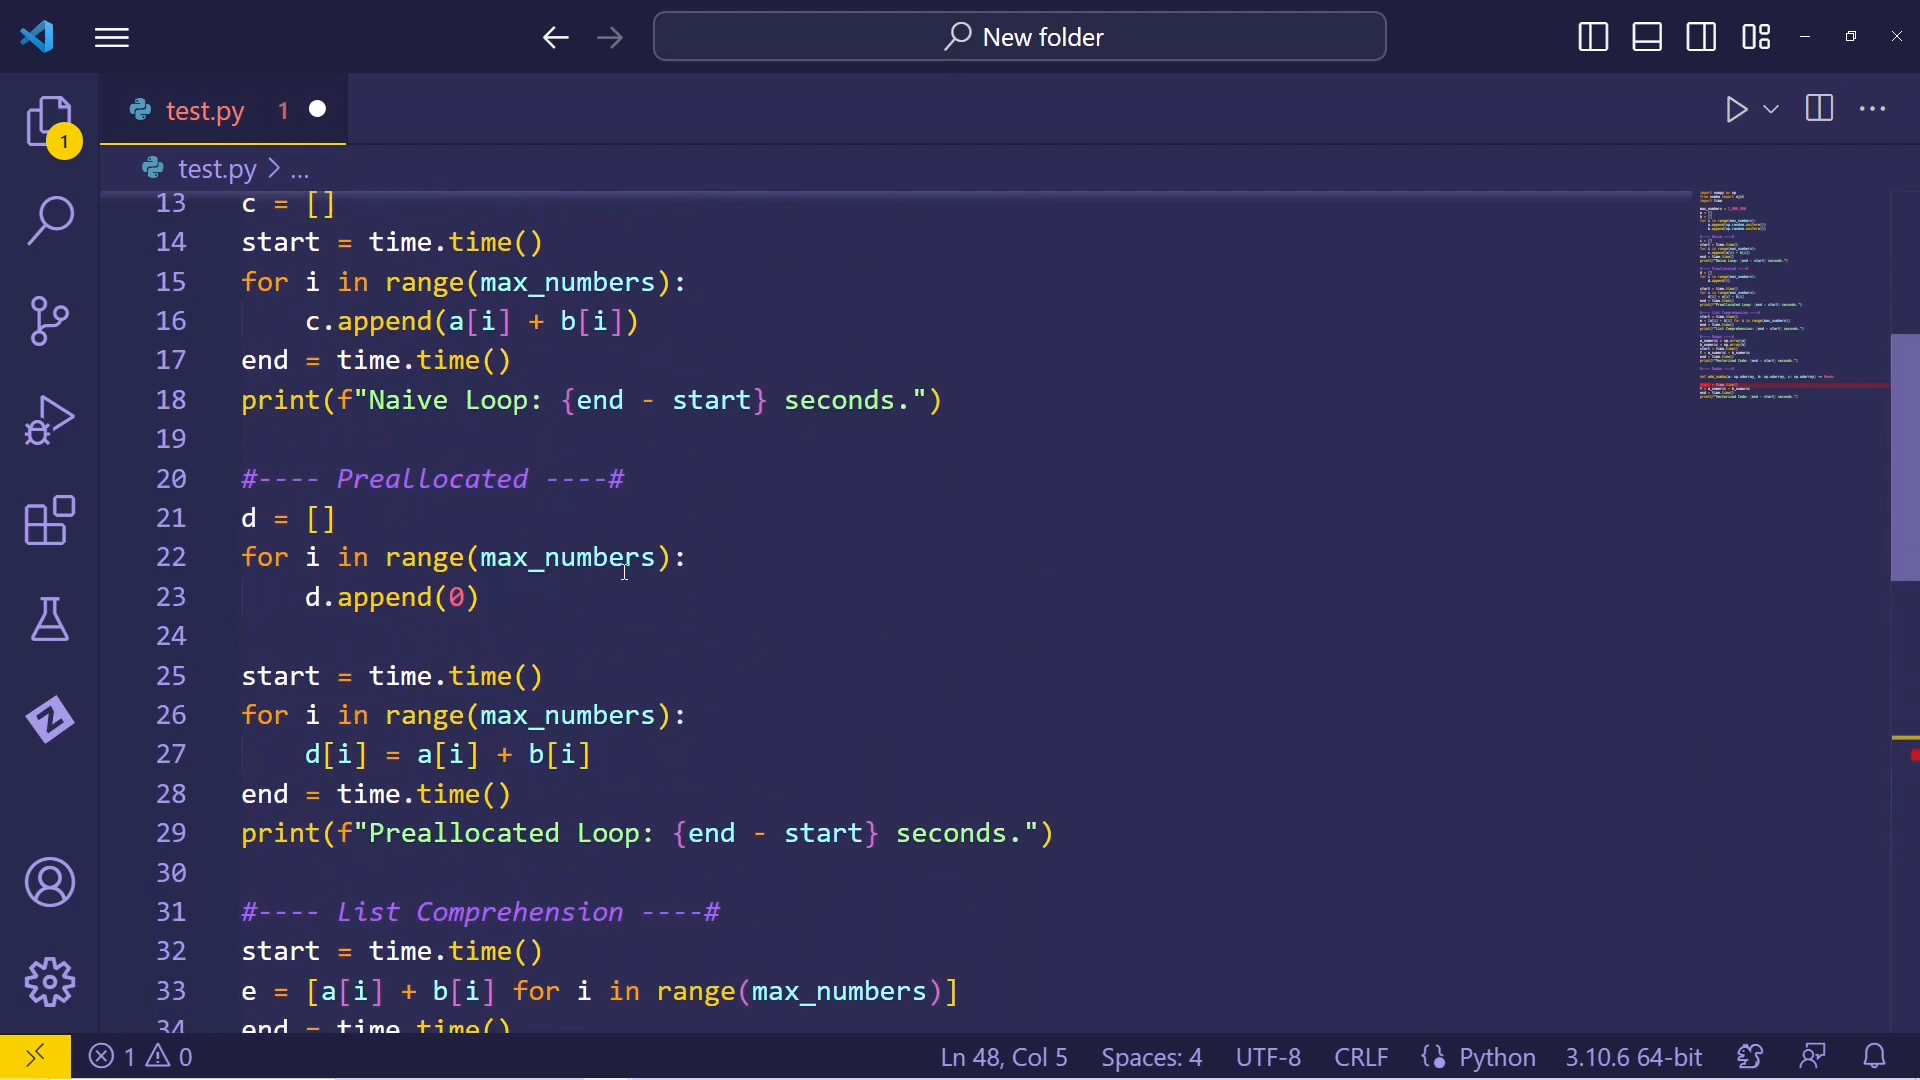 New folder
test.py 1
1
test.py > ...
13 c = []
14 start = time.time()
15 for i in range(max_numbers):
16 c.append(a[i] + b[i])
17 end = time.time()
18 print(f"Naive Loop: {end - start} seconds.")
19
20 #---- Preallocated ----#
21 d = []
22 for i in range(max_numbers):
23 d.append(0)
24
25 start = time.time()
26 for i in range(max_numbers):
27 d[i] = a[i] + b[i]
28 end = time.time()
29 print(f"Preallocated Loop: {end - start} seconds.")
30
31 #---- List Comprehension ----#
32 start = time.time()
33 e = [a[i] + b[i] for i in range(max_numbers)]
34 end = time.time()
1 0 Ln 48, Col 5 Spaces: 4 UTF-8 CRLF Python 3.10.6 64-bit